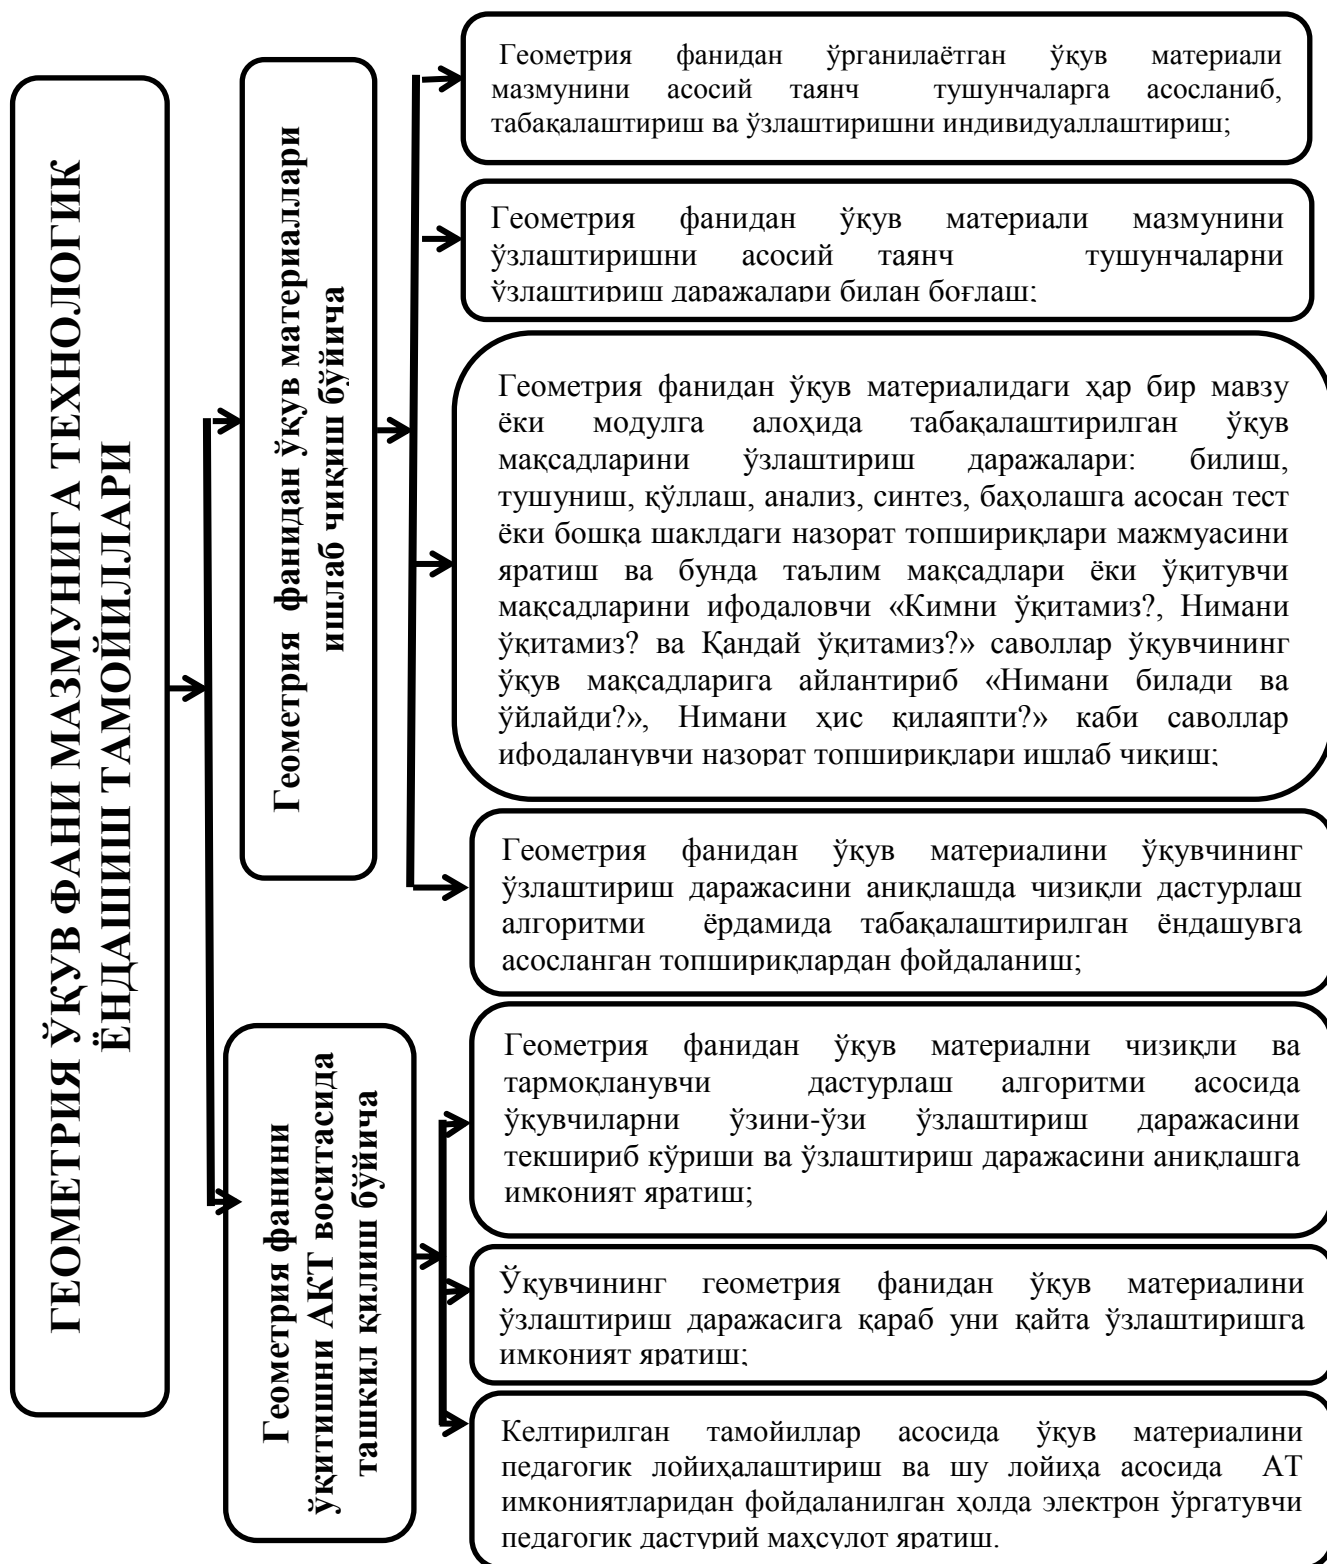 ГЕОМЕТРИЯ ЎҚУВ ФАНИ МАЗМУНИГА ТЕХНОЛОГИК
ЁНДАШИШ ТАМОЙИЛЛАРИ
Геометрия фанидан ўқув материаллари
ишлаб чиқиш бўйича
Геометрия фанидан ўрганилаётган ўқув материали
мазмунини асосий таянч тушунчаларга асосланиб,
табақалаштириш ва ўзлаштиришни индивидуаллаштириш;
Геометрия фанидан ўқув материали мазмунини
ўзлаштиришни асосий таянч тушунчаларни
ўзлаштириш даражалари билан боғлаш;
Геометрия фанидан ўқув материалидаги ҳар бир мавзу
ёки модулга алоҳида табақалаштирилган ўқув
мақсадларини ўзлаштириш даражалари: билиш,
тушуниш, қўллаш, анализ, синтез, баҳолашга асосан тест
ёки бошқа шаклдаги назорат топшириқлари мажмуасини
яратиш ва бунда таълим мақсадлари ёки ўқитувчи
мақсадларини ифодаловчи «Кимни ўқитамиз?, Нимани
ўқитамиз? ва Қандай ўқитамиз?» саволлар ўқувчининг
ўқув мақсадларига айлантириб «Нимани билади ва
ўйлайди?», Нимани ҳис қилаяпти?» каби саволлар
ифодаланувчи назорат топшириқлари ишлаб чиқиш;
Геометрия фанидан ўқув материалини ўқувчининг
ўзлаштириш даражасини аниқлашда чизиқли дастурлаш
алгоритми ёрдамида табақалаштирилган ёндашувга
асосланган топшириқлардан фойдаланиш;
Геометрия фанини
ўқитишни АКТ воситасида
ташкил қилиш бўйича
Геометрия фанидан ўқув материални чизиқли ва
тармоқланувчи дастурлаш алгоритми асосида
ўқувчиларни ўзини-ўзи ўзлаштириш даражасини
текшириб кўриши ва ўзлаштириш даражасини аниқлашга
имконият яратиш;
Ўқувчининг геометрия фанидан ўқув материалини
ўзлаштириш даражасига қараб уни қайта ўзлаштиришга
имконият яратиш;
Келтирилган тамойиллар асосида ўқув материалини
педагогик лойиҳалаштириш ва шу лойиҳа асосида АТ
имкониятларидан фойдаланилган ҳолда электрон ўргатувчи
педагогик дастурий маҳсулот яратиш.